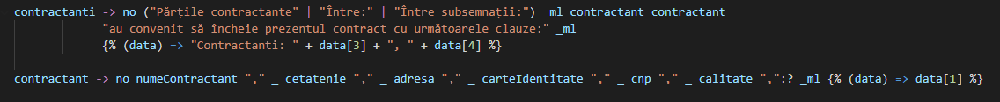 contractanti -> no ("Părțile contractante" | "Între:" | "Între subsemnații:") _ml contractant contractant
"au convenit să încheie prezentul contract cu următoarele clauze:" _ml
{% (data) => "Contractanti: " + data[3] + ", " + data[4] %}
contractant -> no numeContractant "," _ cetatenie "," _ adresa "," _ carteIdentitate "," _ cnp "," _ calitate ",":? _ml {% (data) => data[1] %}